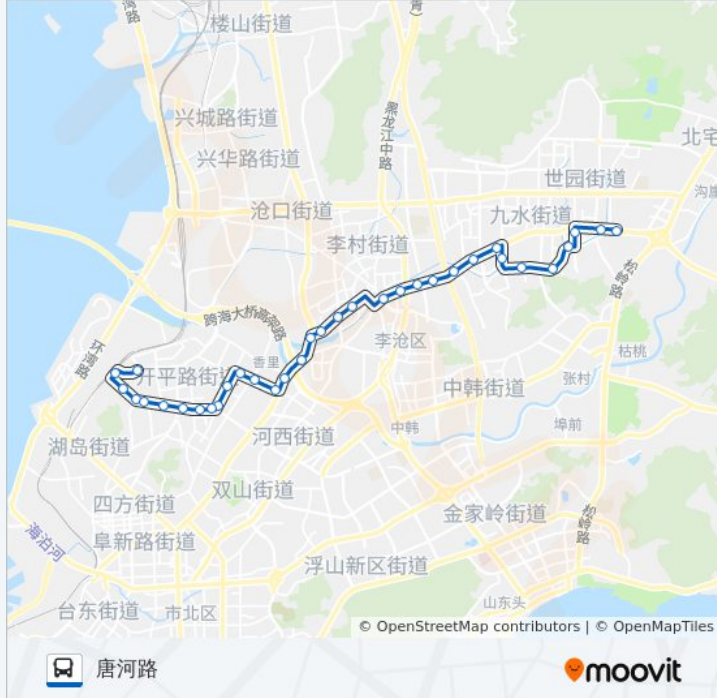 湾路
楼山街道
青）
兴城路街道
黑龙江中路
兴华路街道
北宅
世园街道
沧口街道
九水街道
李村街道
松岭路
跨海大桥高架路
环湾路
李沧区
香里
枯桃
开平路街道
张村
中韩街道
中韩
埠前
湖岛街道
河西街道
双山街道
四方街道
金家岭街道
松岭路
海泊河
阜新路街道
浮山新区街道
台东街道
市北区
山东头
© OpenStreetMap contributors | © OpenMapTiles
唐河路
moovit